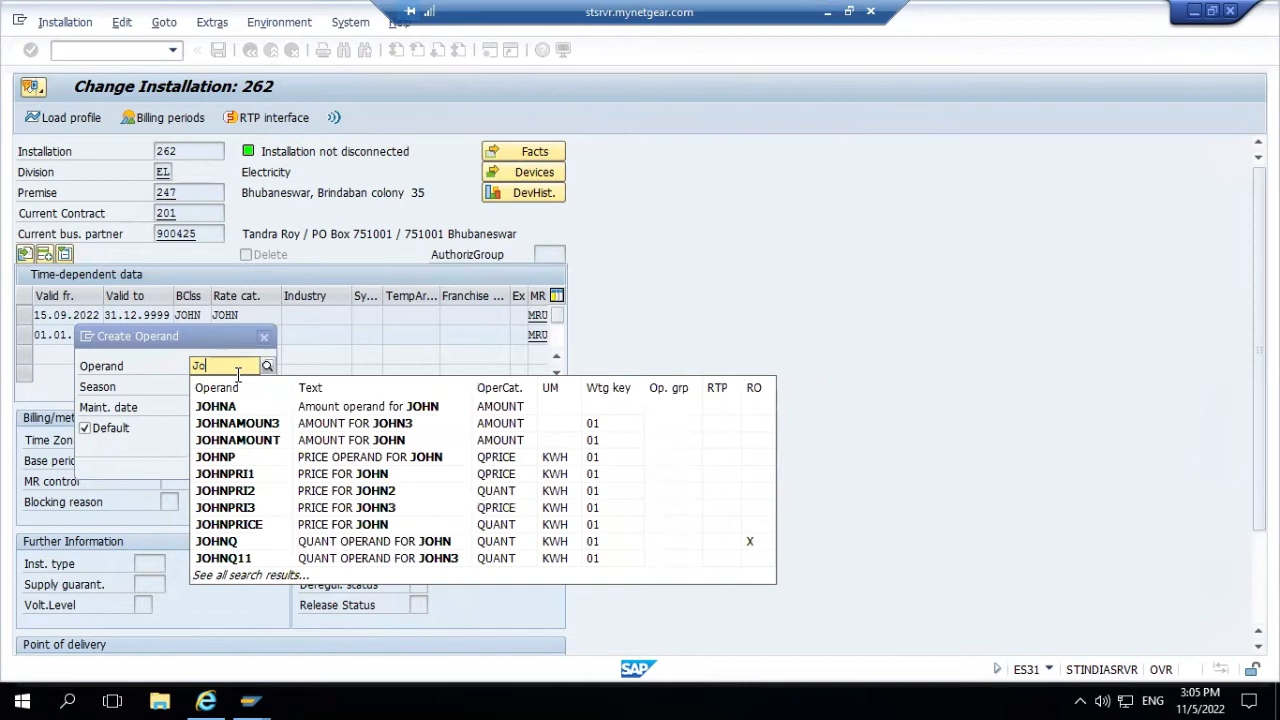 stsrvr.mynetgear.com
Installation Edit Goto Extras Environment System Help
Change Installation: 262
Load profile Billing periods RTP interface
Installation 262 Installation not disconnected Facts
Division EL Electricity Devices
Premise 247 Bhubaneswar, Brindaban colony 35 DevHist.
Current Contract 201
Current bus. partner 900425 Tandra Roy / PO Box 751001 / 751001 Bhubaneswar
Delete AuthorizGroup
Time-dependent data
Valid fr. Valid to BClss Rate cat. Industry Sy... TempAr... Franchise ... Ex MR
15.09.2022 31.12.9999 JOHN JOHN MRU
01.01. MRU
Create Operand
Operand Jo
Season
Maint. date
Default
Operand Text OperCat. UM Wtg key Op. grp RTP RO
JOHNA Amount operand for JOHN AMOUNT
JOHNAMOUN3 AMOUNT FOR JOHN3 AMOUNT 01
JOHNAMOUNT AMOUNT FOR JOHN AMOUNT 01
JOHNP PRICE OPERAND FOR JOHN QPRICE KWH 01
JOHNPRI1 PRICE FOR JOHN QPRICE KWH 01
JOHNPRI2 PRICE FOR JOHN2 QUANT KWH 01
JOHNPRI3 PRICE FOR JOHN3 QPRICE KWH 01
JOHNPRICE PRICE FOR JOHN QUANT KWH 01
JOHNQ QUANT OPERAND FOR JOHN QUANT KWH 01 X
JOHNQ11 QUANT OPERAND FOR JOHN3 QUANT KWH 01
See all search results...
Billing/met
Time Zon
Base perio
MR control
Blocking reason
Further Information
Inst. type
Supply guarant. Deregul. status
Volt.Level Release Status
Point of delivery
SAP ES31 STINDIASRVR OVR
ENG 3:05 PM
11/5/2022